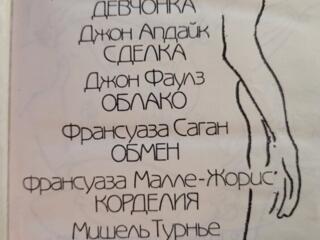 ДЕВЧОНКА
Джон Апдайк
СДЕЛКА
Джон Фаулз
ОБЛАКО
Франсуаза Саган
ОБМЕН
Франсуаза Малле-Жорис
КОРДЕЛИЯ
Мишель Турнье